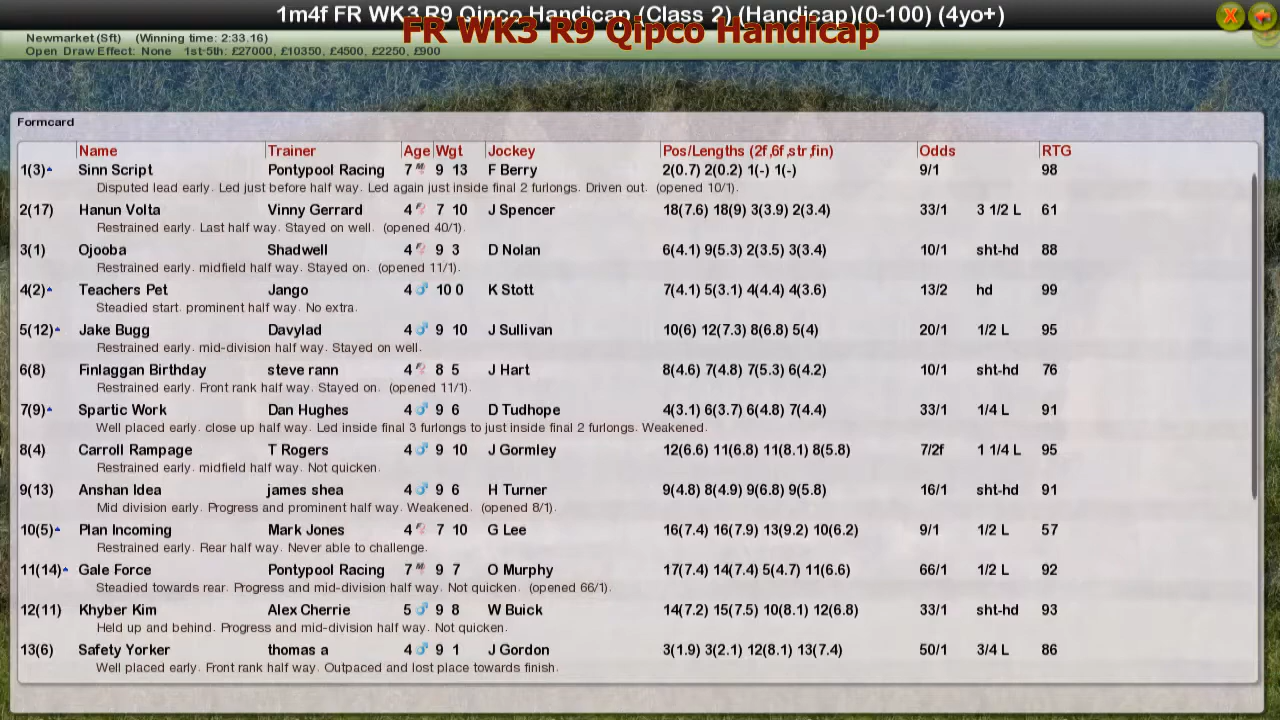 1m4f FR WK3 R9 Qipco Handicap (Class 2) (Handicap)(0-100) (4yo+)
FR WK3 R9 Qipco Handicap
Newmarket(Sft) (Winning time: 2:33.16)
Open Draw Effect: None 1st-5th: £27000, £10350, £4500, £2250, £900
Formcard
Name Trainer Age Wgt Jockey Pos/Lengths (2f,6f,str,fin) Odds RTG
1(3) Sinn Script Pontypool Racing 7 9 13 F Berry 2(0.7) 2(0.2) 1(-) 1(-) 9/1 98
Disputed lead early. Led just before half way. Led again just inside final 2 furlongs. Driven out. (opened 10/1).
2(17) Hanun Volta Vinny Gerrard 4 7 10 J Spencer 18(7.6) 18(9) 3(3.9) 2(3.4) 33/1 3 1/2 L 61
Restrained early. Last half way. Stayed on well. (opened 40/1).
3(1) Ojooba Shadwell 4 9 3 D Nolan 6(4.1) 9(5.3) 2(3.5) 3(3.4) 10/1 sht-hd 88
Restrained early. midfield half way. Stayed on. (opened 11/1).
4(2) Teachers Pet Jango 4 10 0 K Stott 7(4.1) 5(3.1) 4(4.4) 4(3.6) 13/2 hd 99
Steadied start. prominent half way. No extra.
5(12) Jake Bugg Davylad 4 9 10 J Sullivan 10(6) 12(7.3) 8(6.8) 5(4) 20/1 1/2 L 95
Restrained early. mid-division half way. Stayed on well.
6(8) Finlaggan Birthday steve rann 4 8 5 J Hart 8(4.6) 7(4.8) 7(5.3) 6(4.2) 10/1 sht-hd 76
Restrained early. Front rank half way. Stayed on. (opened 11/1).
7(9) Spartic Work Dan Hughes 4 9 6 D Tudhope 4(3.1) 6(3.7) 6(4.8) 7(4.4) 33/1 1/4 L 91
Well placed early. close up half way. Led inside final 3 furlongs to just inside final 2 furlongs. Weakened.
8(4) Carroll Rampage T Rogers 4 9 10 J Gormley 12(6.6) 11(6.8) 11(8.1) 8(5.8) 7/2f 1 1/4 L 95
Restrained early. midfield half way. Not quicken.
9(13) Anshan Idea james shea 4 9 6 H Turner 9(4.8) 8(4.9) 9(6.8) 9(5.8) 16/1 sht-hd 91
Mid division early. Progress and prominent half way. Weakened. (opened 8/1).
10(5) Plan Incoming Mark Jones 4 7 10 G Lee 16(7.4) 16(7.9) 13(9.2) 10(6.2) 9/1 1/2 L 57
Restrained early. Rear half way. Never able to challenge.
11(14) Gale Force Pontypool Racing 7 9 7 O Murphy 17(7.4) 14(7.4) 5(4.7) 11(6.6) 66/1 1/2 L 92
Steadied towards rear. Progress and mid-division half way. Not quicken. (opened 66/1).
12(11) Khyber Kim Alex Cherrie 5 9 8 W Buick 14(7.2) 15(7.5) 10(8.1) 12(6.8) 33/1 sht-hd 93
Held up and behind. Progress and mid-division half way. Not quicken.
13(6) Safety Yorker thomas a 4 9 1 J Gordon 3(1.9) 3(2.1) 12(8.1) 13(7.4) 50/1 3/4 L 86
Well placed early. Front rank half way. Outpaced and lost place towards finish.